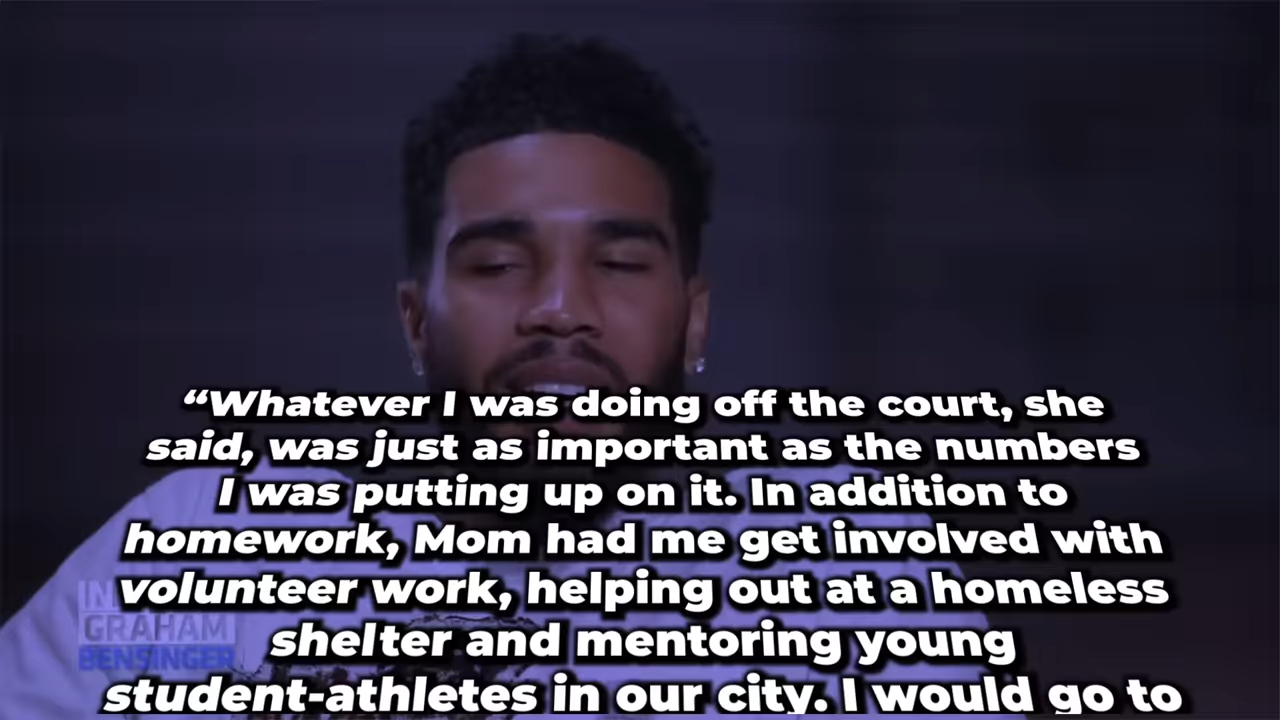 “Whatever I was doing off the court, she
said, was just as important as the numbers
I was putting up on it. In addition to
homework, Mom had me get involved with
volunteer work, helping out at a homeless
shelter and mentoring young
student-athletes in our city. I would go to
IN
GRAHAM
BENSINGER